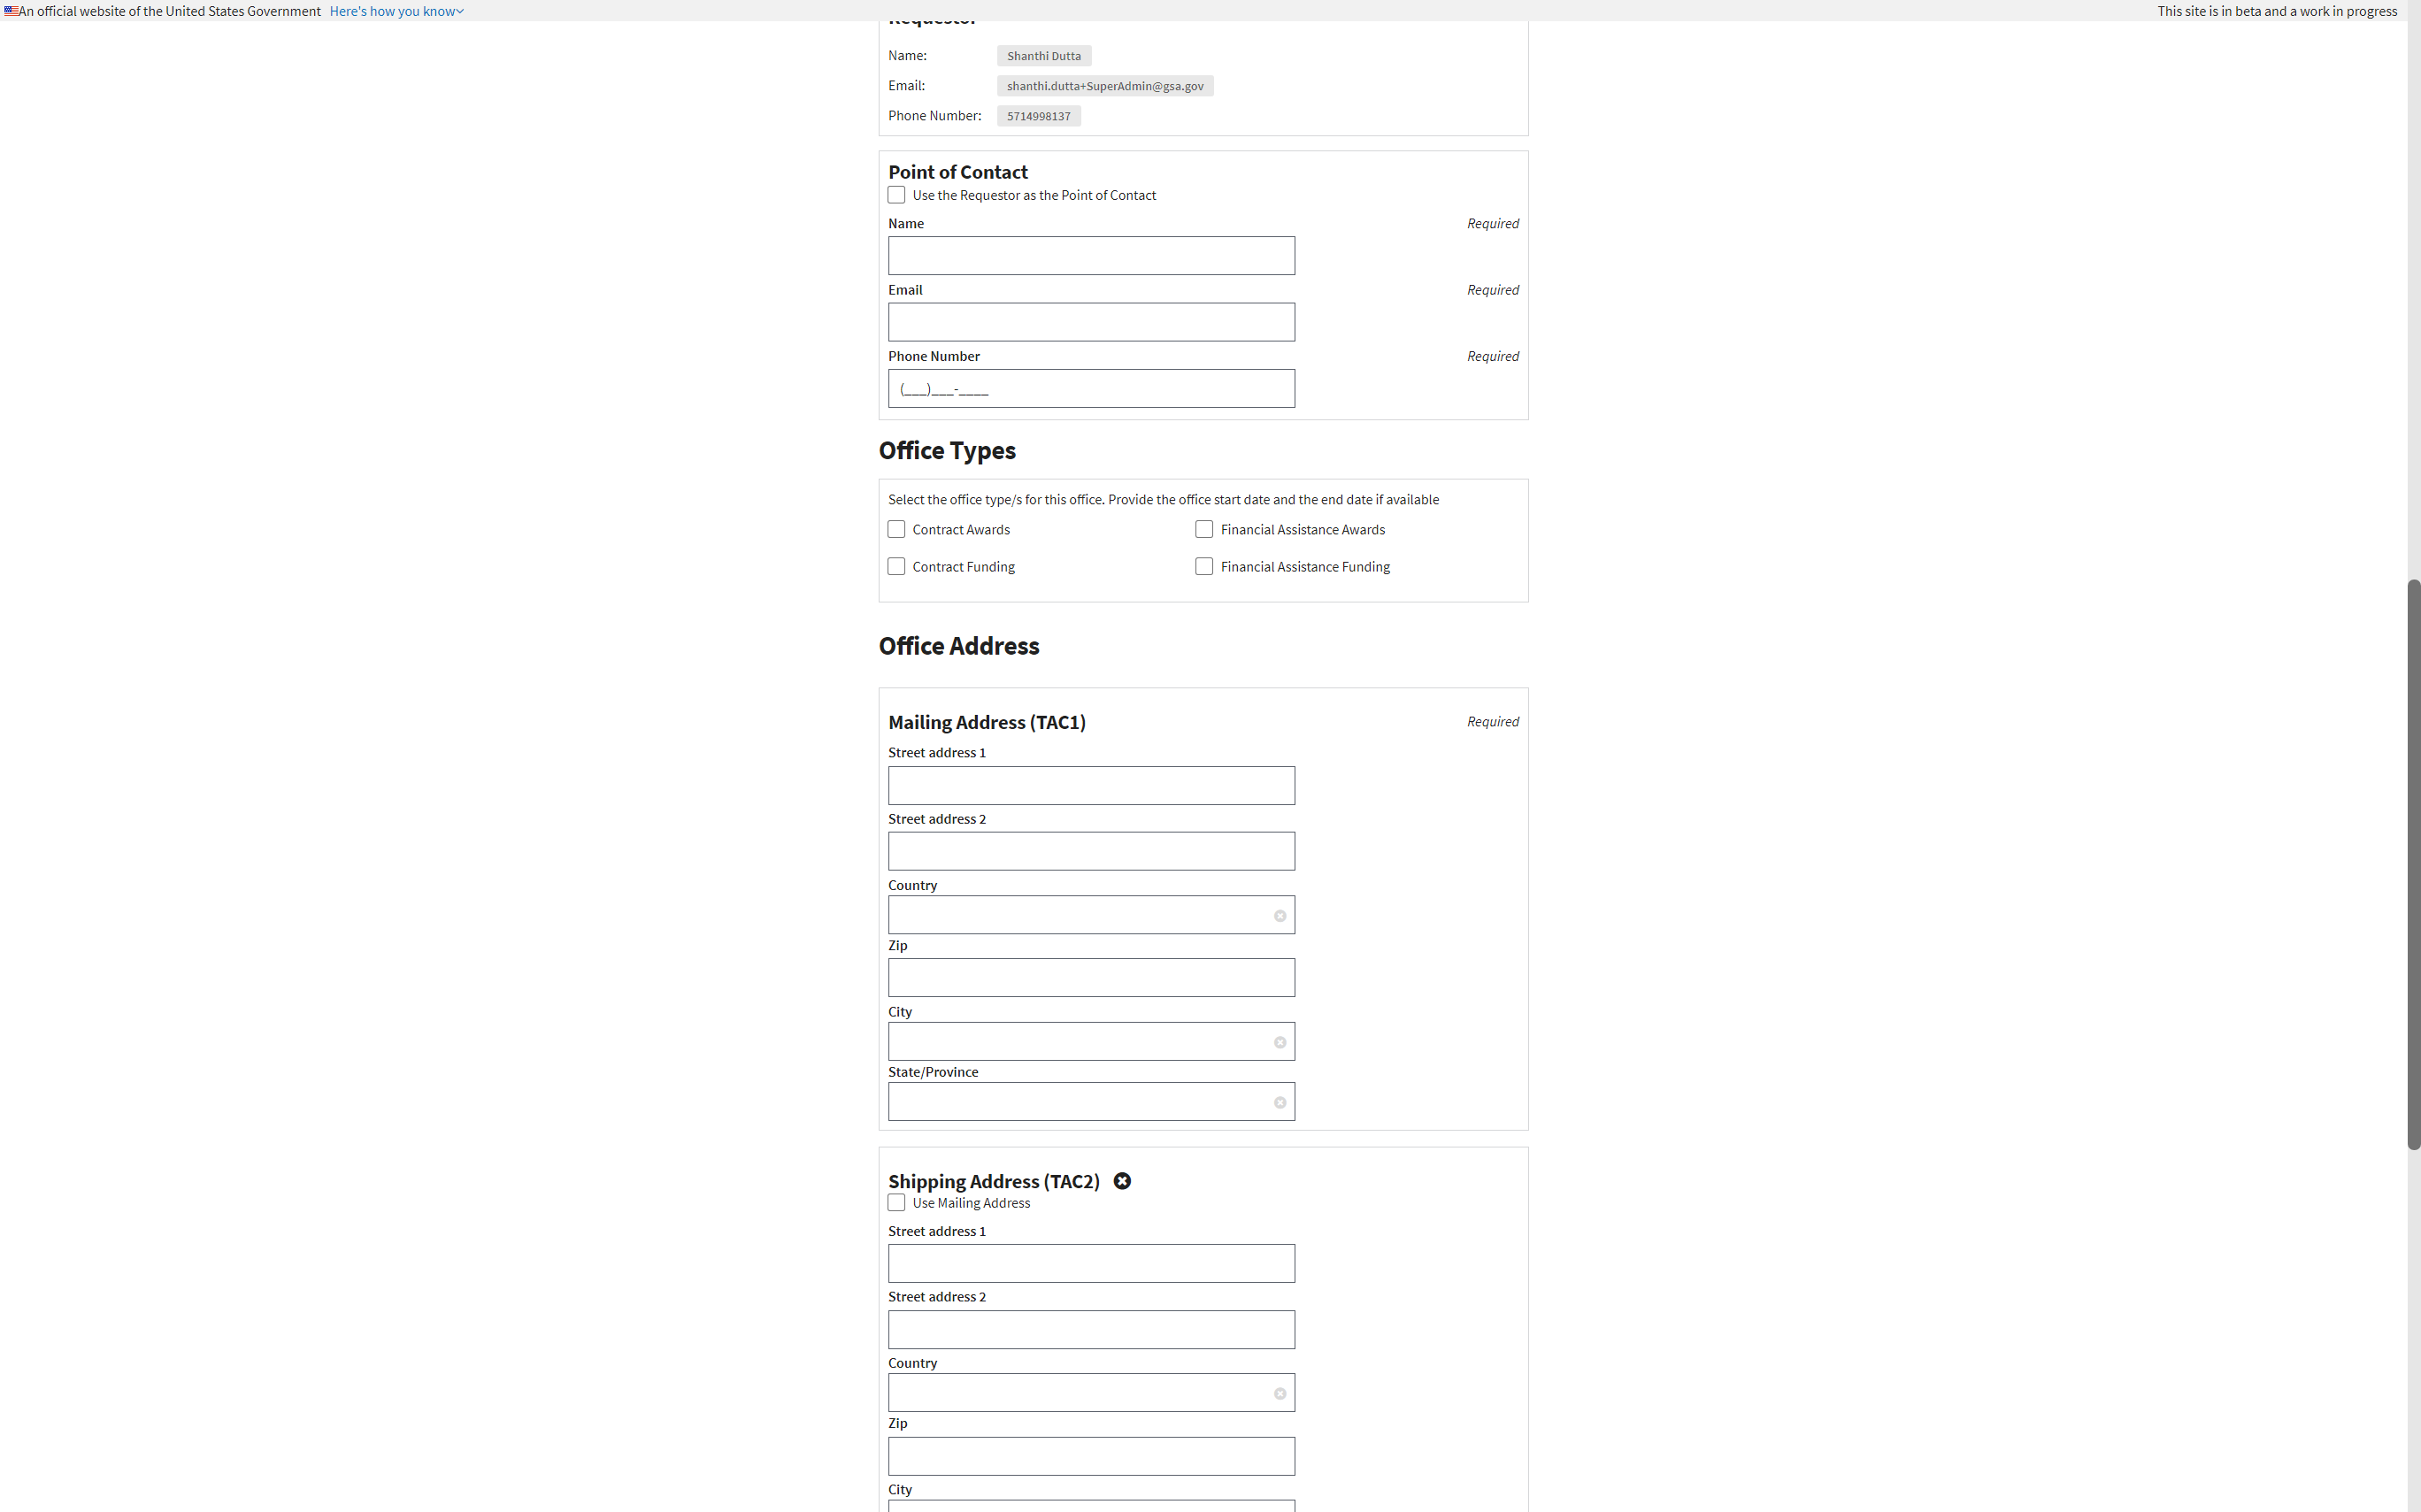 An official website of the United States Government Here's how you know
This site is in beta and a work in progress
Requestor
Name: Shanthi Dutta
Email: shanthi.dutta+SuperAdmin@gsa.gov
Phone Number: 5714998137
Point of Contact
Use the Requestor as the Point of Contact
Name Required
Email Required
Phone Number Required
(___)___-____
Office Types
Select the office type/s for this office. Provide the office start date and the end date if available
Contract Awards Financial Assistance Awards
Contract Funding Financial Assistance Funding
Office Address
Mailing Address (TAC1) Required
Street address 1
Street address 2
Country
Zip
City
State/Province
Shipping Address (TAC2)
Use Mailing Address
Street address 1
Street address 2
Country
Zip
City